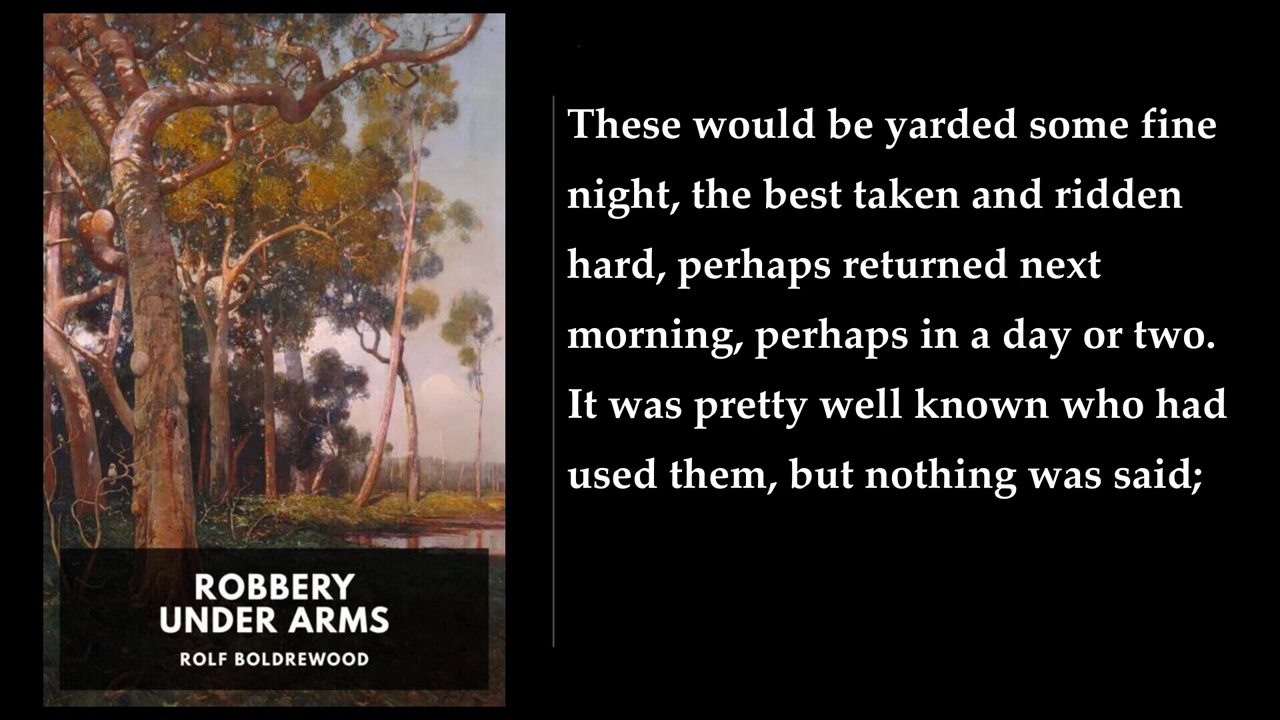 These would be yarded some fine
night, the best taken and ridden
hard, perhaps returned next
morning, perhaps in a day or two.
It was pretty well known who had
used them, but nothing was said;
ROBBERY
UNDER ARMS
ROLF BOLDREWOOD